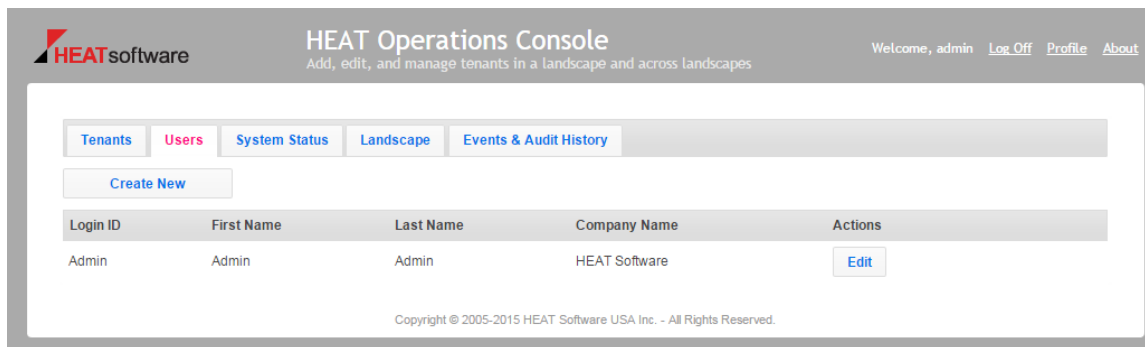 HEATsoftware
HEAT Operations Console
Add, edit, and manage tenants in a landscape and across landscapes
Welcome, admin Log Off Profile About
Tenants Users System Status Landscape Events & Audit History
Create New
Login ID First Name Last Name Company Name Actions
Admin Admin Admin HEAT Software Edit
Copyright © 2005-2015 HEAT Software USA Inc. - All Rights Reserved.